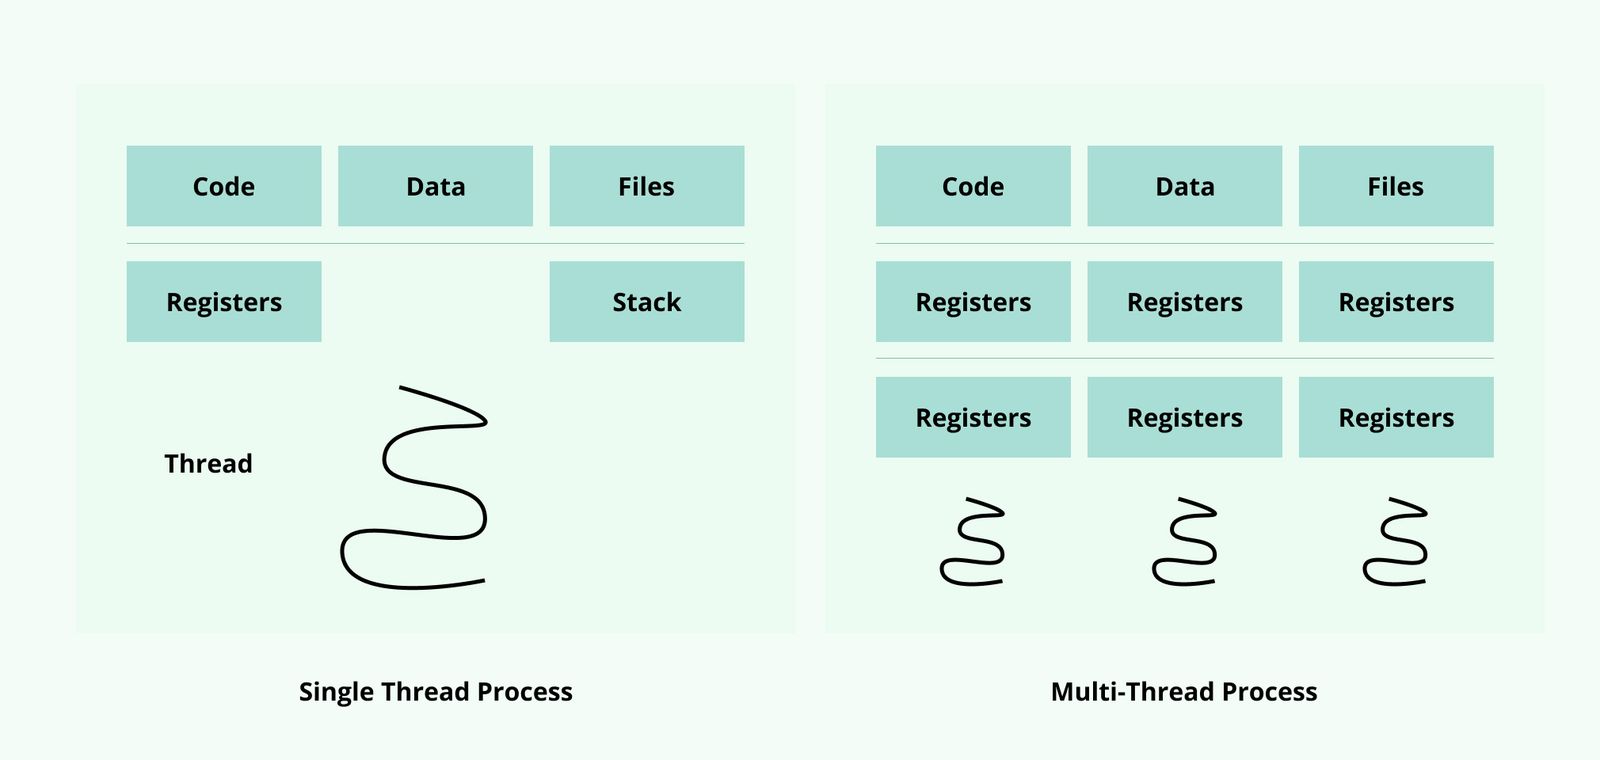 Code Data Files
Registers Stack
Thread
Single Thread Process
Code Data Files
Registers Registers Registers
Registers Registers Registers
Multi-Thread Process